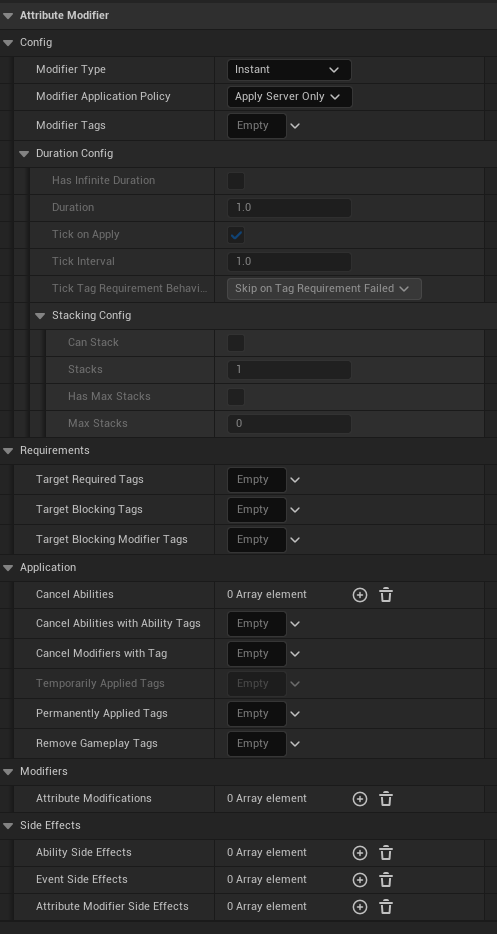 Attribute Modifier
Config
Modifier Type Instant
Modifier Application Policy Apply Server Only
Modifier Tags Empty
Duration Config
Has Infinite Duration
Duration 1.0
Tick on Apply
Tick Interval 1.0
Tick Tag Requirement Behavi... Skip on Tag Requirement Failed
Stacking Config
Can Stack
Stacks 1
Has Max Stacks
Max Stacks 0
Requirements
Target Required Tags Empty
Target Blocking Tags Empty
Target Blocking Modifier Tags Empty
Application
Cancel Abilities 0 Array element
Cancel Abilities with Ability Tags Empty
Cancel Modifiers with Tag Empty
Temporarily Applied Tags Empty
Permanently Applied Tags Empty
Remove Gameplay Tags Empty
Modifiers
Attribute Modifications 0 Array element
Side Effects
Ability Side Effects 0 Array element
Event Side Effects 0 Array element
Attribute Modifier Side Effects 0 Array element